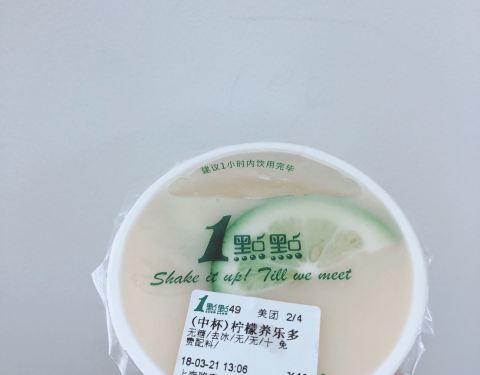 建议1小时内饮用完毕
1點點
Shake it up! Till we meet
1點點49 美团 2/4
(中杯)柠檬养乐多
无糖/去冰/无/无/十 免
费配料/
18-03-21 13:06